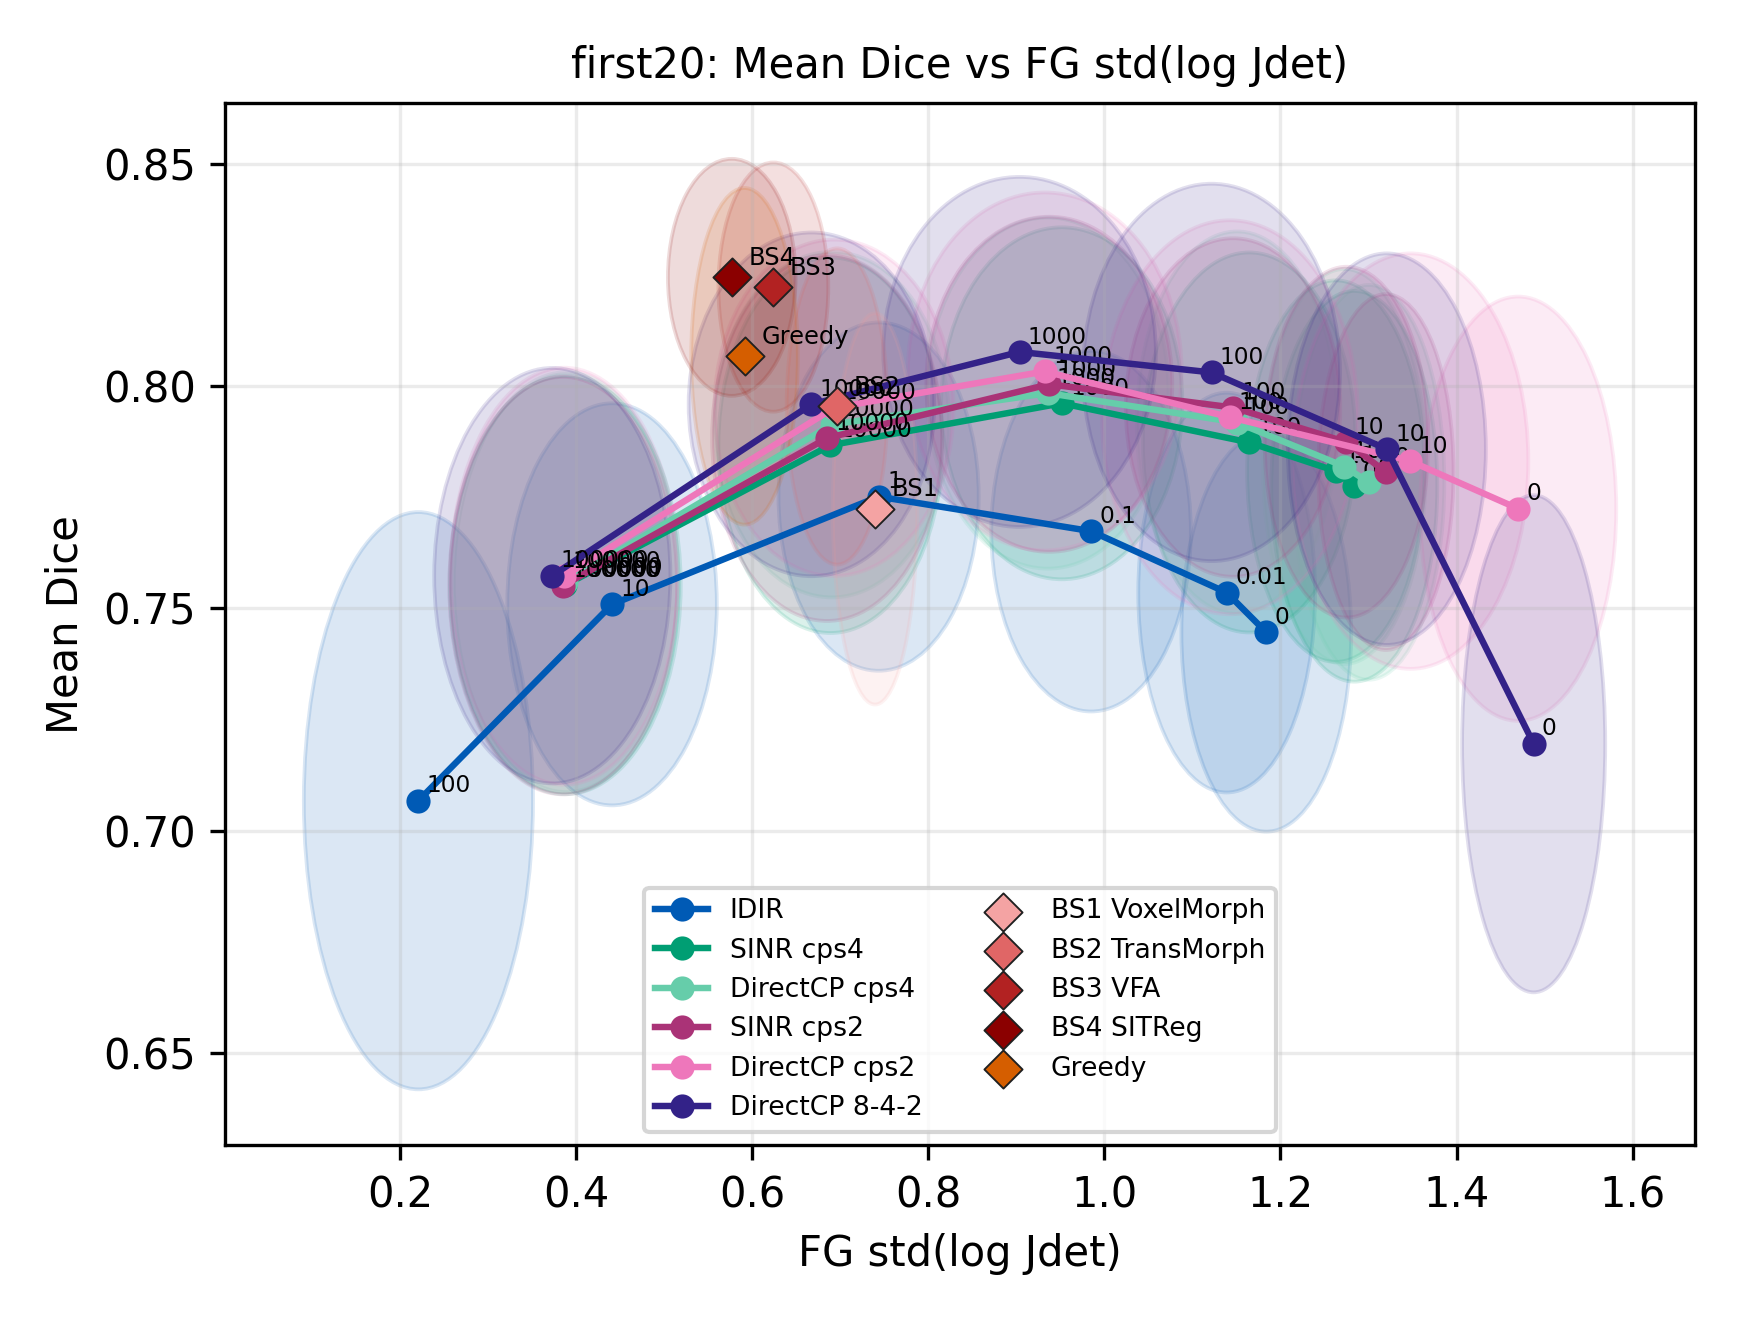 first20: Mean Dice vs FG std(log Jdet)
0.85
0.80
0.75
0.70
0.65
Mean Dice
BS4
BS3
Greedy
1000
100
BS2
10000
10
10
10
0
1
BS1
0.1
0.01
0
10
100
0
IDIR
SINR cps4
DirectCP cps4
SINR cps2
DirectCP cps2
DirectCP 8-4-2
BS1 VoxelMorph
BS2 TransMorph
BS3 VFA
BS4 SITReg
Greedy
0.2 0.4 0.6 0.8 1.0 1.2 1.4 1.6
FG std(log Jdet)